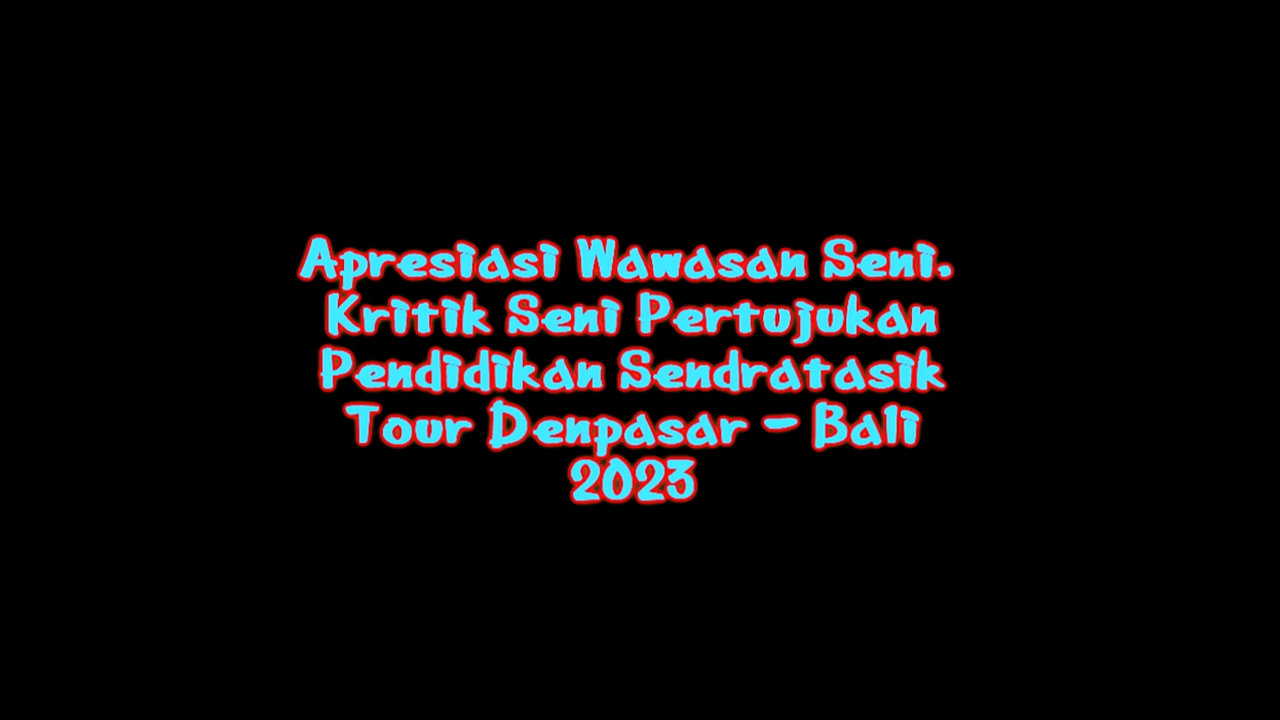 Apresiasi Wawasan Seni,
Kritik Seni Pertujukan
Pendidikan Sendratasik
Tour Denpasar - Bali
2023